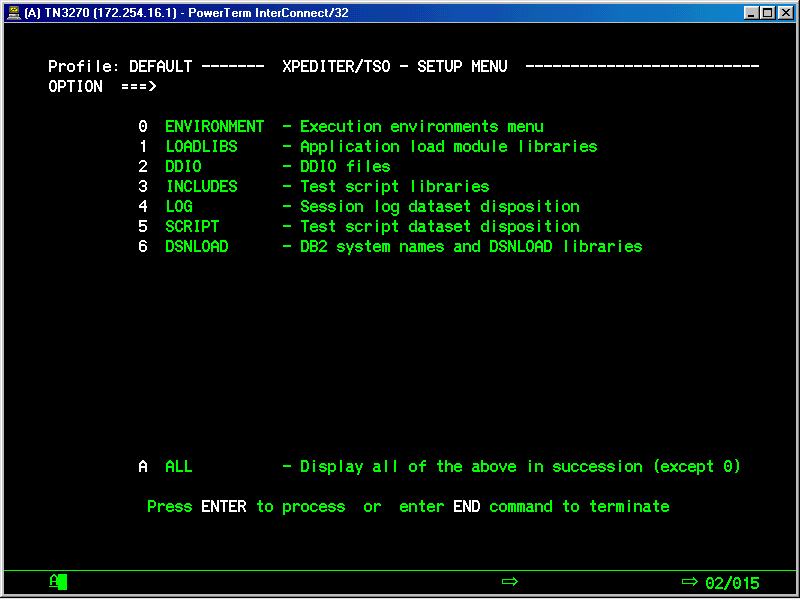 (A) TN3270 (172.254.16.1) - PowerTerm InterConnect/32
Profile: DEFAULT ------- XPEDITER/TSO - SETUP MENU --------------------------
OPTION ===>
0 ENVIRONMENT - Execution environments menu
1 LOADLIBS - Application load module libraries
2 DDIO - DDIO files
3 INCLUDES - Test script libraries
4 LOG - Session log dataset disposition
5 SCRIPT - Test script dataset disposition
6 DSNLOAD - DB2 system names and DSNLOAD libraries
A ALL - Display all of the above in succession (except 0)
Press ENTER to process or enter END command to terminate
A ⇨ ⇨ 02/015